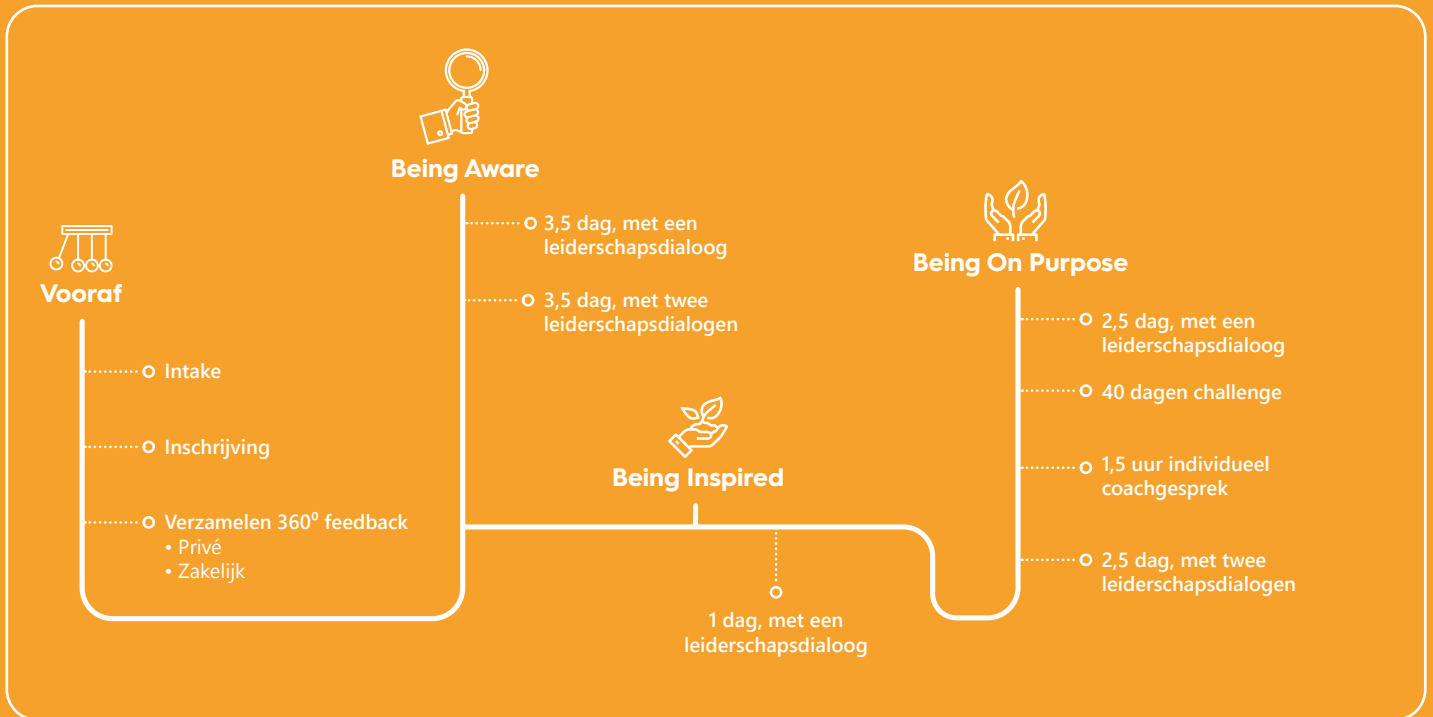 Vooraf
Intake
Inschrijving
Verzamelen 360⁰ feedback
• Privé
• Zakelijk
Being Aware
3,5 dag, met een
leiderschapsdialoog
3,5 dag, met twee
leiderschapsdialogen
Being Inspired
1 dag, met een
leiderschapsdialoog
Being On Purpose
2,5 dag, met een
leiderschapsdialoog
40 dagen challenge
1,5 uur individueel
coachgesprek
2,5 dag, met twee
leiderschapsdialogen